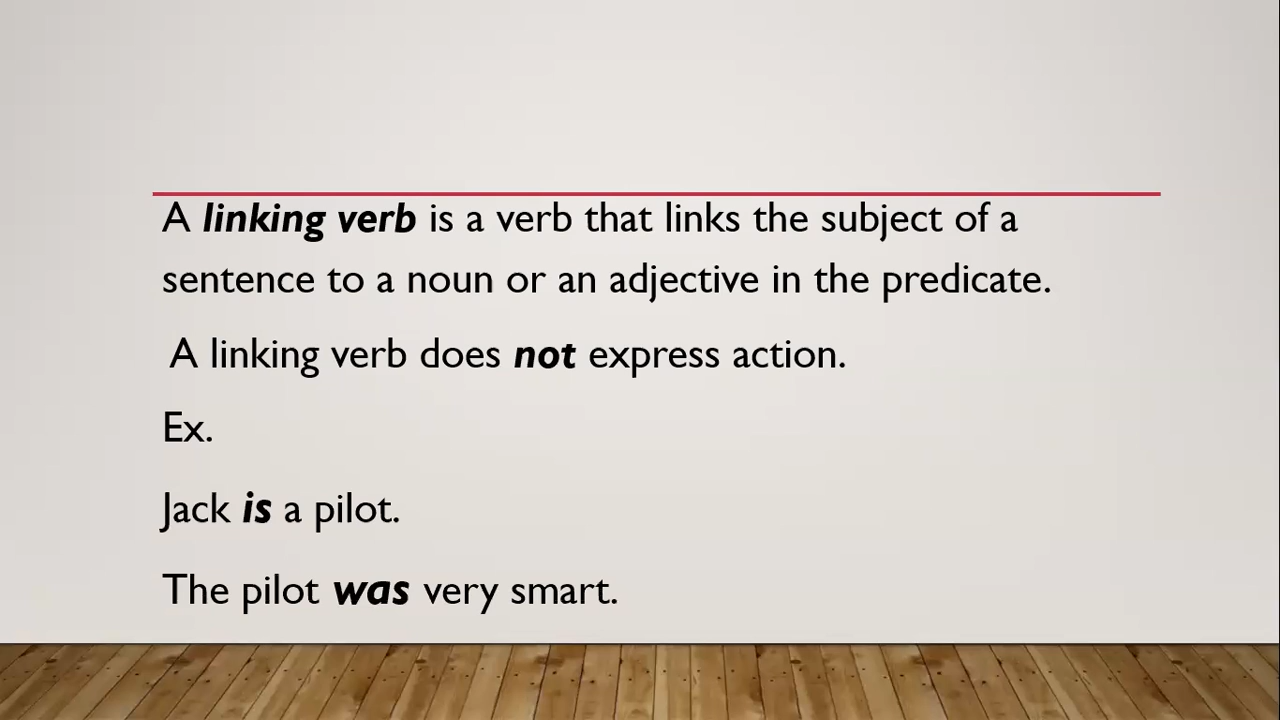 A linking verb is a verb that links the subject of a
sentence to a noun or an adjective in the predicate.
A linking verb does not express action.
Ex.
Jack is a pilot.
The pilot was very smart.